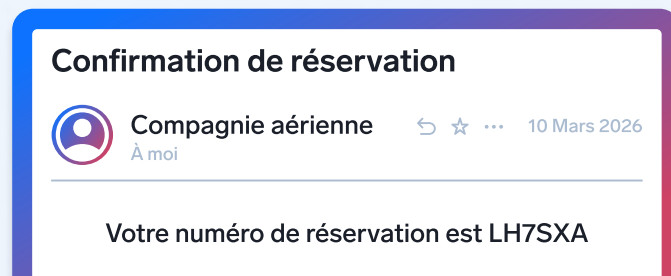 Confirmation de réservation
Compagnie aérienne
10 Mars 2026
À moi
Votre numéro de réservation est LH7SXA